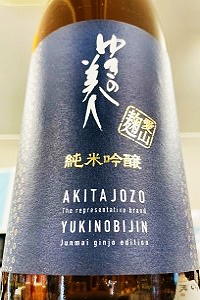 ゆきの美人
愛山
麹
純米吟醸
AKITAJOZO
The representative brand
YUKINOBIJIN
Junmai ginjo edition